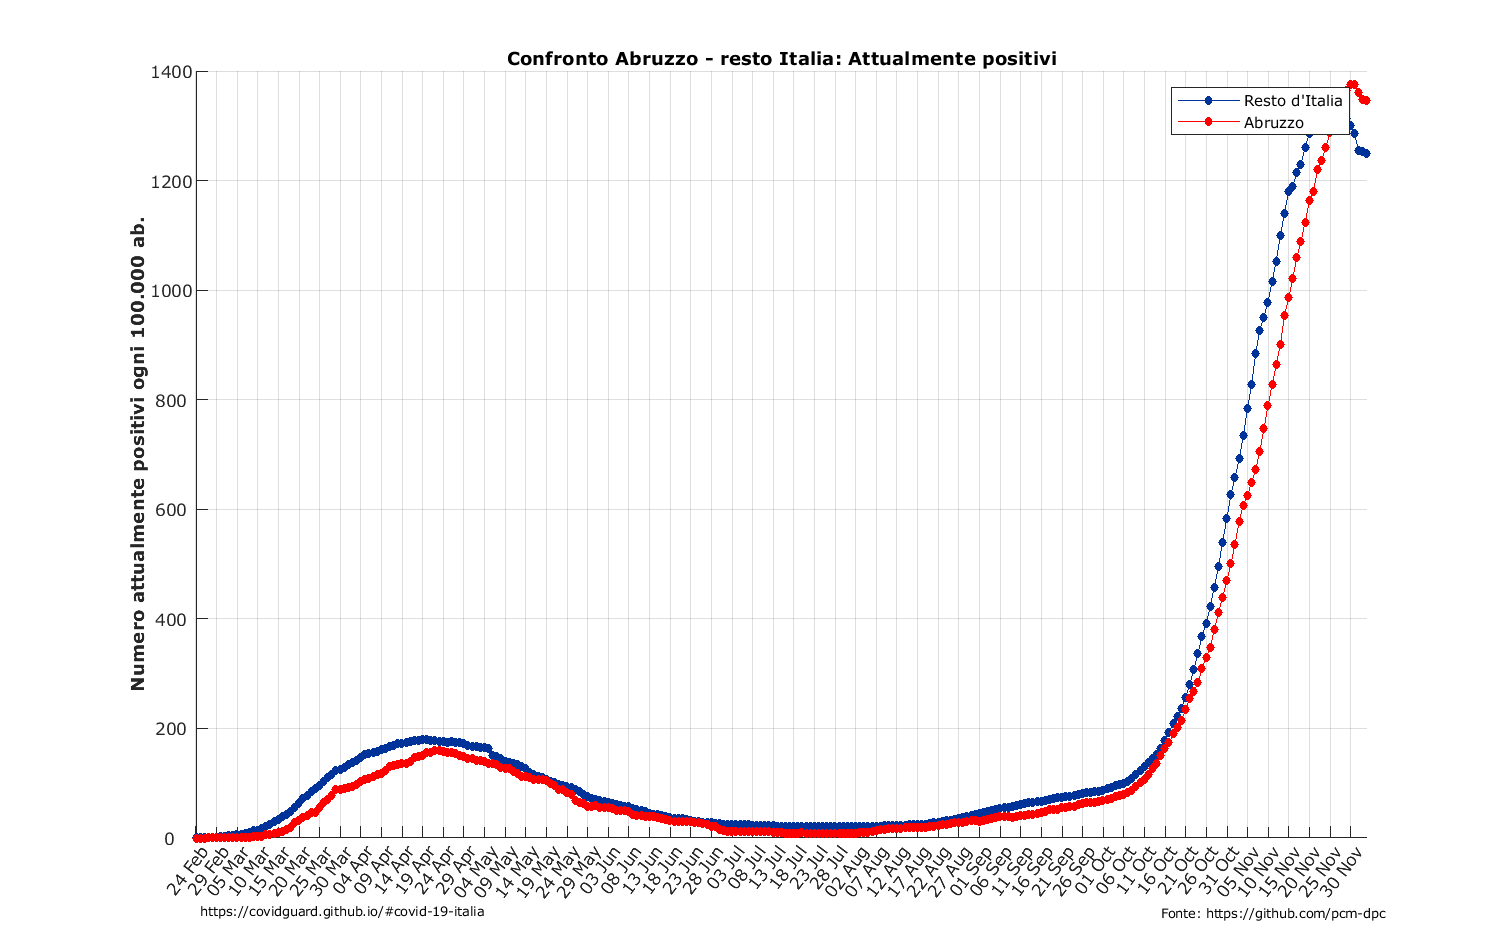 Confronto Abruzzo - resto Italia: Attualmente positivi
Numero attualmente positivi ogni 100.000 ab.
1400
1200
1000
800
600
400
200
0
Resto d'Italia
Abruzzo
24 Feb
29 Feb
05 Mar
10 Mar
15 Mar
20 Mar
25 Mar
30 Mar
04 Apr
09 Apr
14 Apr
19 Apr
24 Apr
29 Apr
04 May
09 May
14 May
19 May
24 May
29 May
03 Jun
08 Jun
13 Jun
18 Jun
23 Jun
28 Jun
03 Jul
08 Jul
13 Jul
18 Jul
23 Jul
28 Jul
02 Aug
07 Aug
12 Aug
17 Aug
22 Aug
27 Aug
01 Sep
06 Sep
11 Sep
16 Sep
21 Sep
26 Sep
01 Oct
06 Oct
11 Oct
16 Oct
21 Oct
26 Oct
31 Oct
05 Nov
10 Nov
15 Nov
20 Nov
25 Nov
30 Nov
https://covidguard.github.io/#covid-19-italia
Fonte: https://github.com/pcm-dpc